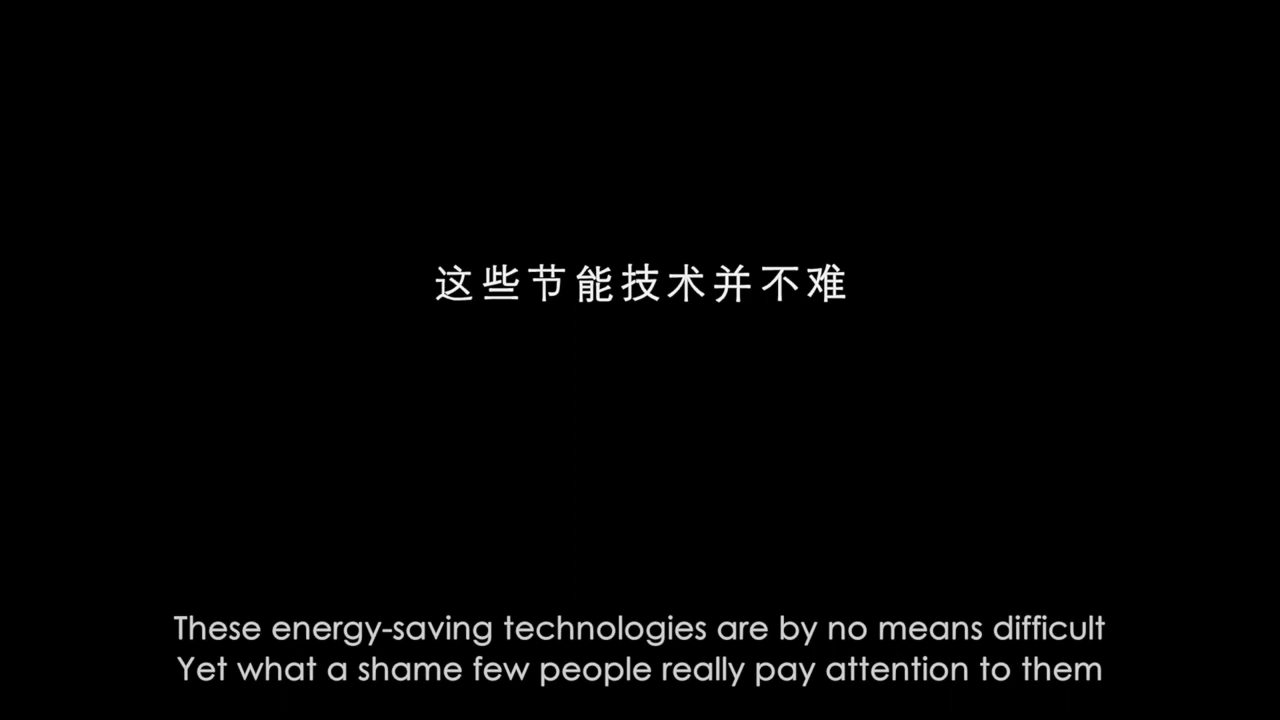 这些节能技术并不难
These energy-saving technologies are by no means difficult
Yet what a shame few people really pay attention to them